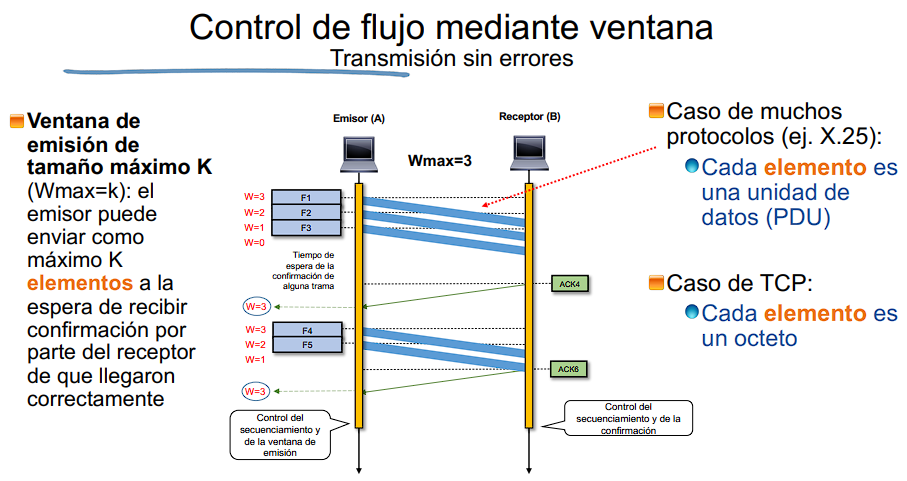 Control de flujo mediante ventana
Transmisión sin errores
Ventana de
emisión de
tamaño máximo K
(Wmax=k): el
emisor puede
enviar como
máximo K
elementos a la
espera de recibir
confirmación por
parte del receptor
de que llegaron
correctamente
Emisor (A)
Receptor (B)
Wmax=3
W=3
F1
W=2
F2
W=1
F3
W=0
Tiempo de
espera de la
confirmación de
alguna trama
ACK4
W=3
W=3
F4
W=2
F5
W=1
ACK6
W=3
Control del
secuenciamiento y
de la ventana de
emisión
Control del
secuenciamiento y de la
confirmación
Caso de muchos
protocolos (ej. X.25):
Cada elemento es
una unidad de
datos (PDU)
Caso de TCP:
Cada elemento es
un octeto